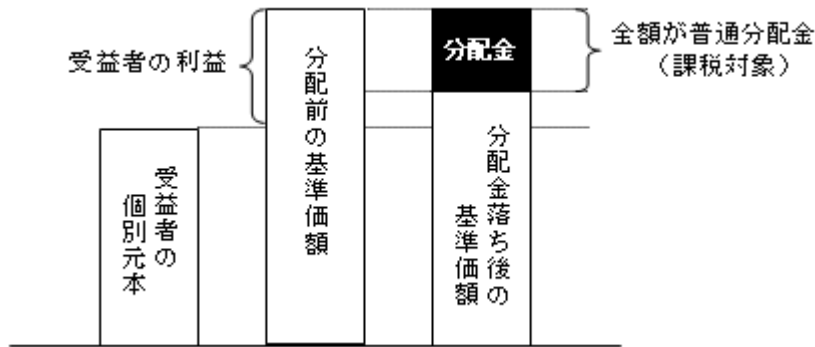 受益者の利益
分配前の基準価額
分配金
全額が普通分配金
（課税対象）
受益者の
個別元本
分配金落ち後の
基準価額